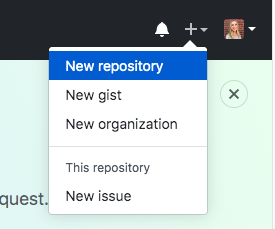 New repository
New gist
New organization
This repository
quest.
New issue